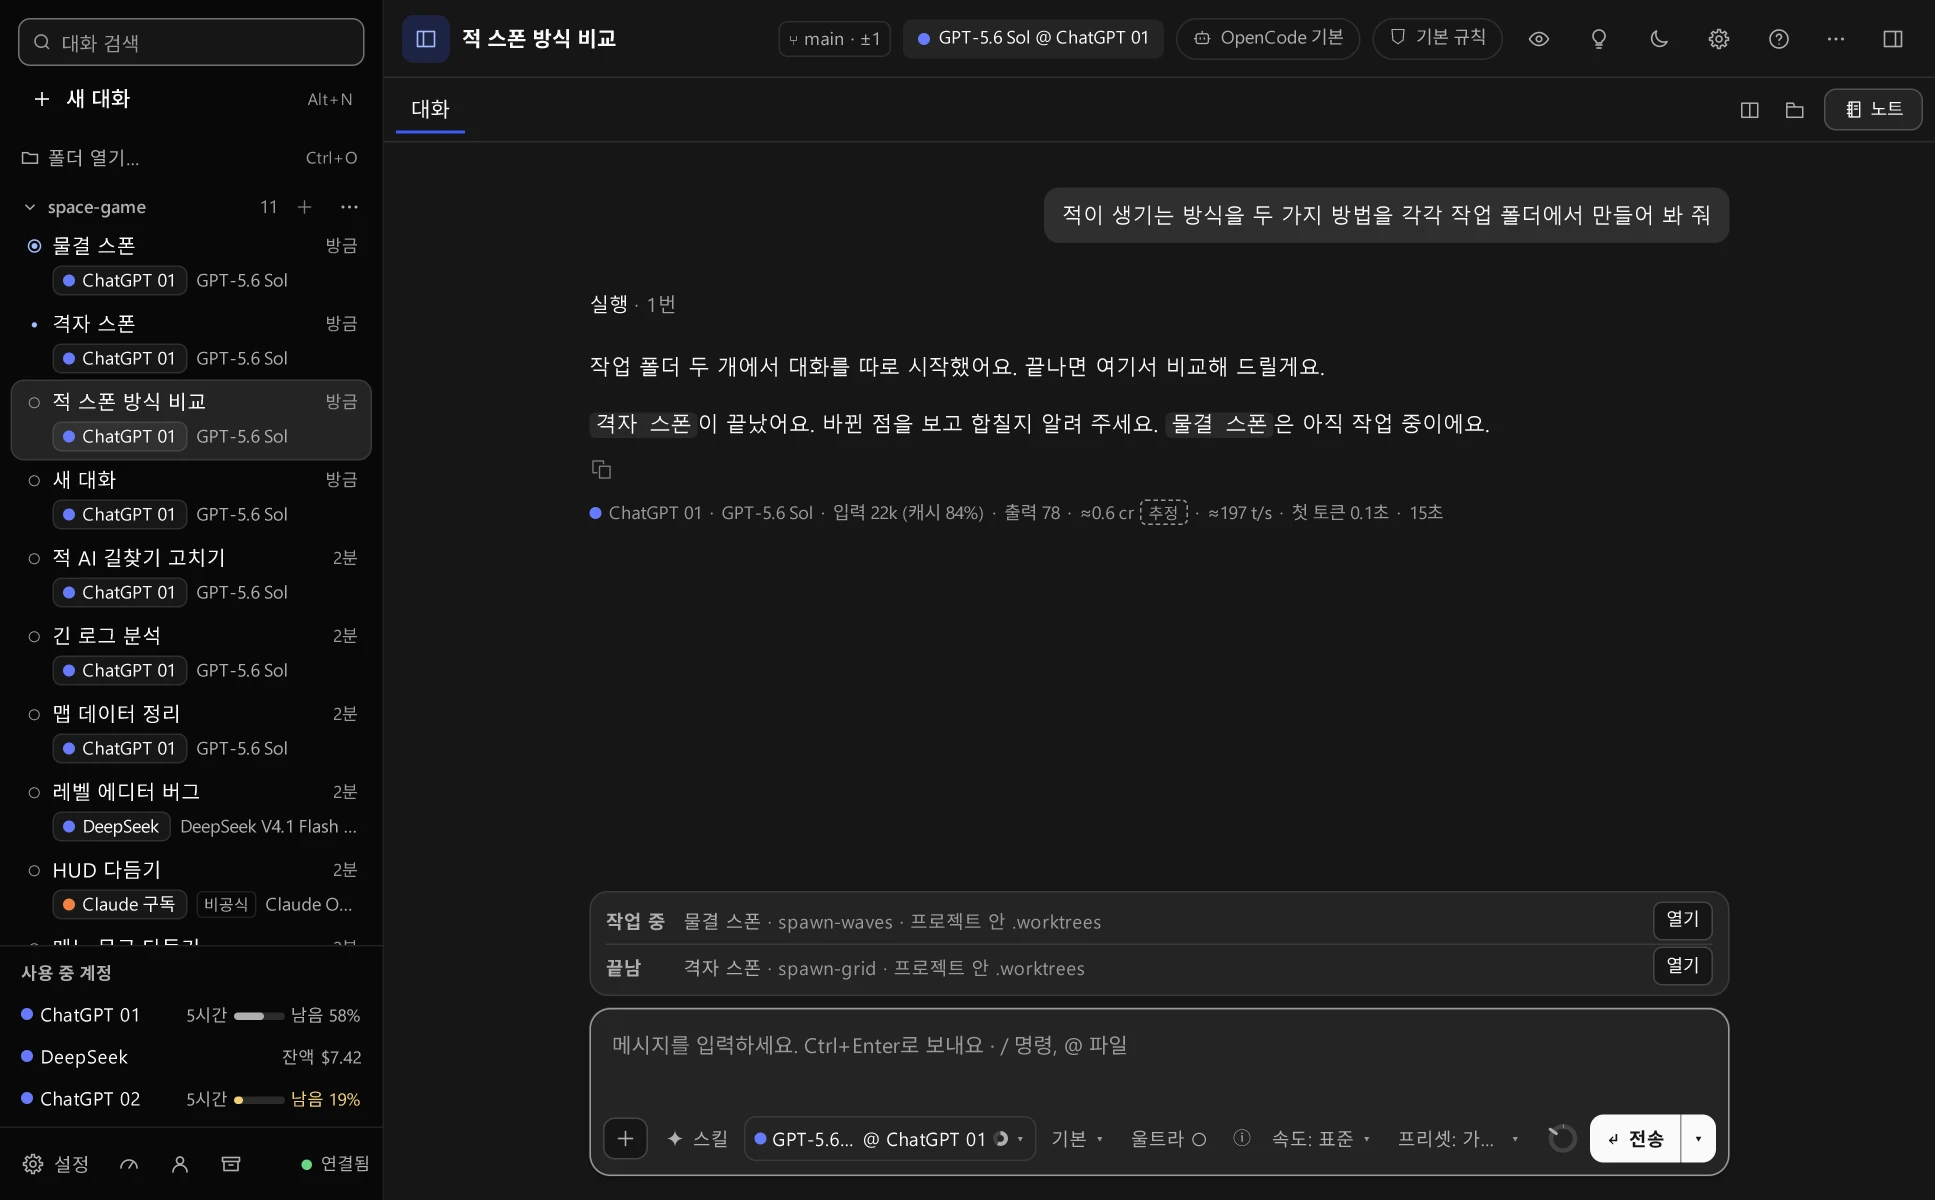 대화 검색
새 대화 Alt+N
폴더 열기... Ctrl+O
space-game 11
물결 스폰 방금
ChatGPT 01 GPT-5.6 Sol
격자 스폰 방금
ChatGPT 01 GPT-5.6 Sol
적 스폰 방식 비교 방금
ChatGPT 01 GPT-5.6 Sol
새 대화 방금
ChatGPT 01 GPT-5.6 Sol
적 AI 길찾기 고치기 2분
ChatGPT 01 GPT-5.6 Sol
긴 로그 분석 2분
ChatGPT 01 GPT-5.6 Sol
맵 데이터 정리 2분
ChatGPT 01 GPT-5.6 Sol
레벨 에디터 버그 2분
DeepSeek DeepSeek V4.1 Flash ...
HUD 다듬기 2분
Claude 구독 비공식 Claude O...
사용 중 계정
ChatGPT 01 5시간 남음 58%
DeepSeek 잔액 $7.42
ChatGPT 02 5시간 남음 19%
설정 연결됨
적 스폰 방식 비교 main · ±1 GPT-5.6 Sol @ ChatGPT 01 OpenCode 기본 기본 규칙
대화 노트
적이 생기는 방식을 두 가지 방법을 각각 작업 폴더에서 만들어 봐 줘
실행 · 1번
작업 폴더 두 개에서 대화를 따로 시작했어요. 끝나면 여기서 비교해 드릴게요.
격자 스폰이 끝났어요. 바뀐 점을 보고 합칠지 알려 주세요. 물결 스폰은 아직 작업 중이에요.
ChatGPT 01 · GPT-5.6 Sol · 입력 22k (캐시 84%) · 출력 78 · ≈0.6 cr 추정 · ≈197 t/s · 첫 토큰 0.1초 · 15초
작업 중 물결 스폰 · spawn-waves · 프로젝트 안 .worktrees 열기
끝남 격자 스폰 · spawn-grid · 프로젝트 안 .worktrees 열기
메시지를 입력하세요. Ctrl+Enter로 보내요 · / 명령, @ 파일
스킬 GPT-5.6... @ ChatGPT 01 기본 울트라 속도: 표준 프리셋: 가... 전송